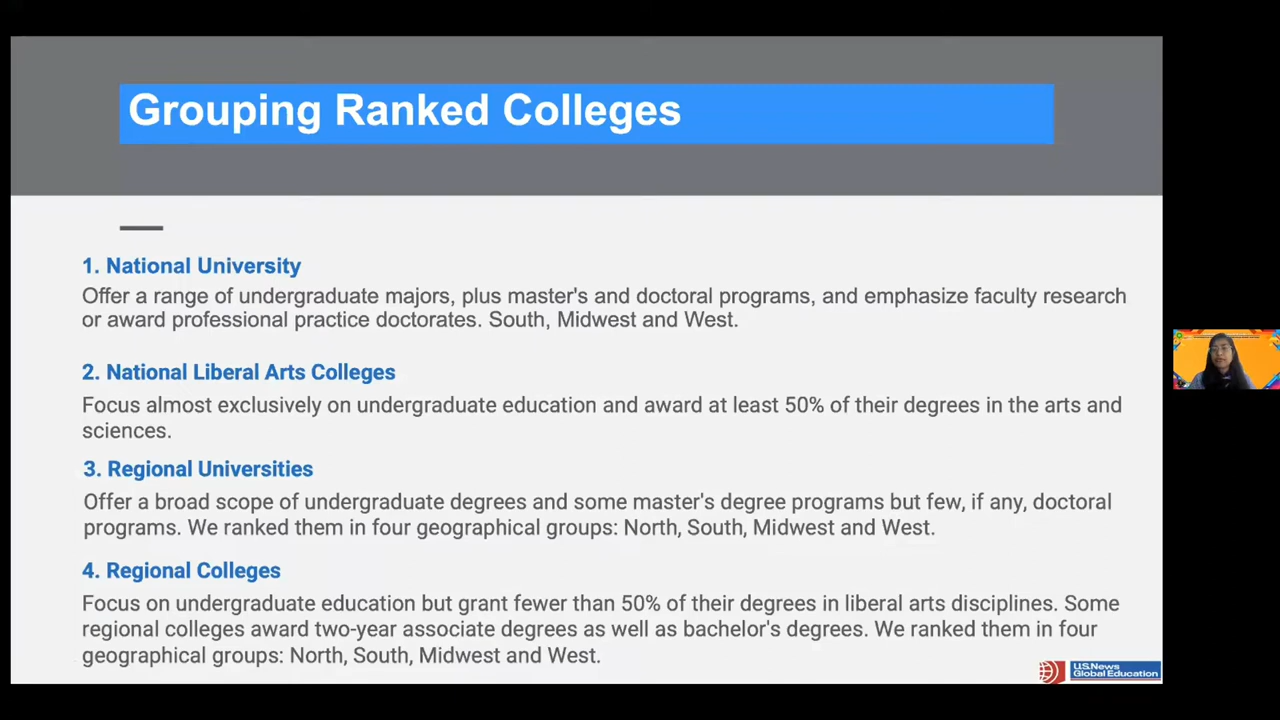 Grouping Ranked Colleges
1. National University
Offer a range of undergraduate majors, plus master's and doctoral programs, and emphasize faculty research
or award professional practice doctorates. South, Midwest and West.
2. National Liberal Arts Colleges
Focus almost exclusively on undergraduate education and award at least 50% of their degrees in the arts and
sciences.
3. Regional Universities
Offer a broad scope of undergraduate degrees and some master's degree programs but few, if any, doctoral
programs. We ranked them in four geographical groups: North, South, Midwest and West.
4. Regional Colleges
Focus on undergraduate education but grant fewer than 50% of their degrees in liberal arts disciplines. Some
regional colleges award two-year associate degrees as well as bachelor's degrees. We ranked them in four
geographical groups: North, South, Midwest and West.
U.S.News
Global Education